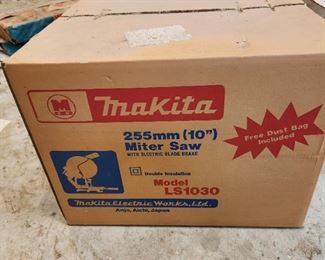 M
makita
255mm (10")
Miter Saw
WITH ELECTRIC BLADE BRAKE
Free Dust Bag
Included
Double Insulation
Model
LS1030
Makita Electric Works, Ltd.
Anjo, Aichi, Japan